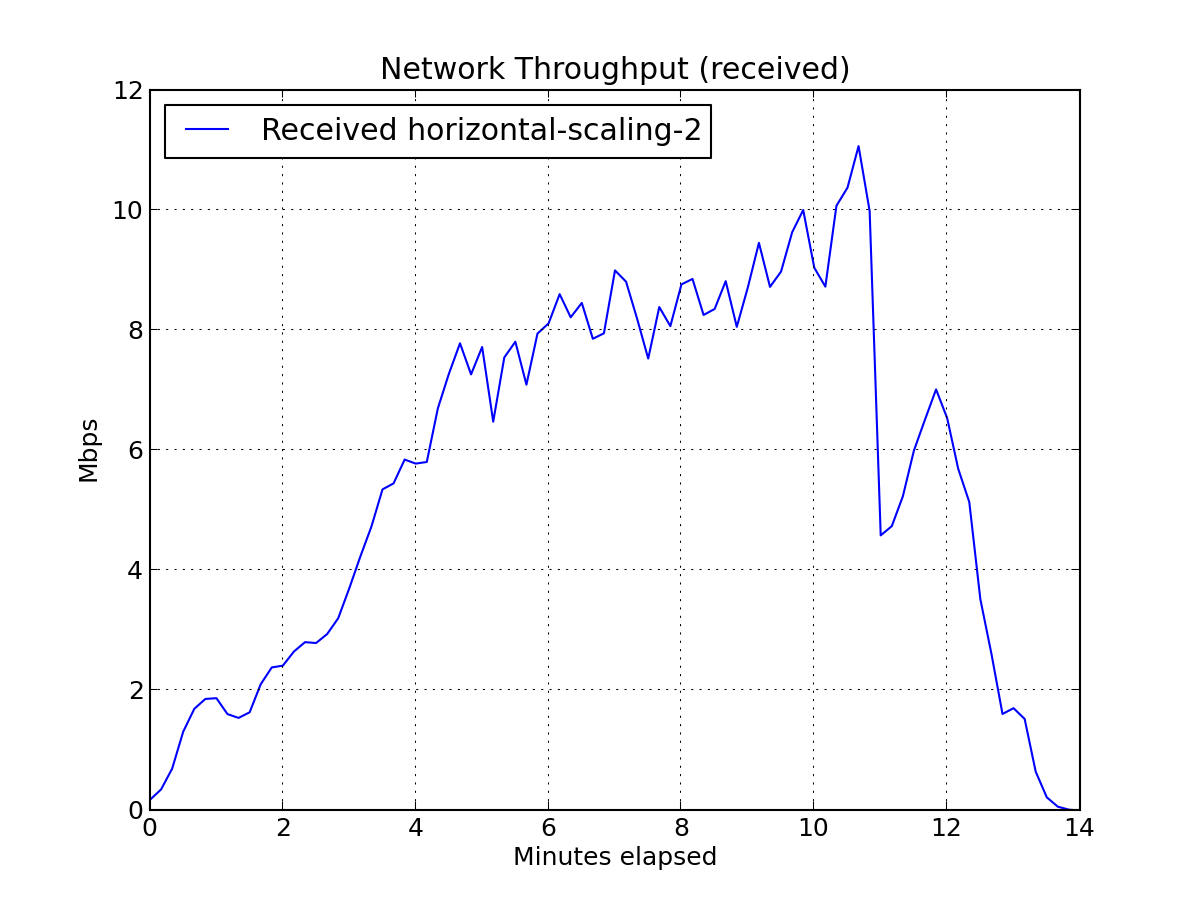 Network Throughput (received)
Received horizontal-scaling-2
12
10
8
6
4
2
0
Mbps
0 2 4 6 8 10 12 14
Minutes elapsed